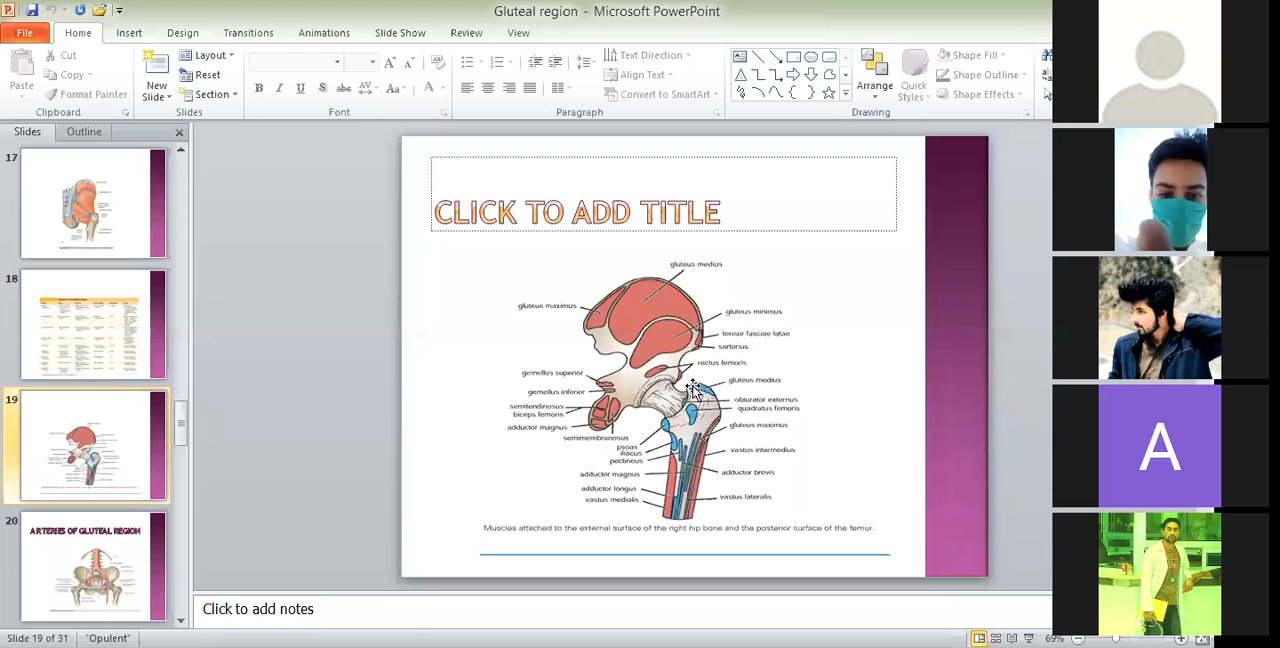 Gluteal region - Microsoft PowerPoint
File Home Insert Design Transitions Animations Slide Show Review View
Paste
Cut
Copy
Format Painter
Clipboard
New Slide
Layout
Reset
Section
Slides
B I U S abc AV Aa A
Font
Text Direction
Align Text
Convert to SmartArt
Paragraph
Arrange
Quick Styles
Shape Fill
Shape Outline
Shape Effects
Drawing
Slides Outline
17
18
19
20
ARTERIES OF GLUTEAL REGION
CLICK TO ADD TITLE
gluteus medius
gluteus maximus
gluteus minimus
tensor fasciae latae
sartorius
rectus femoris
gemellus superior
gluteus medius
gemellus inferior
obturator externus
semitendinosus
quadratus femoris
biceps femoris
adductor magnus
gluteus maximus
semimembranosus
psoas
iliacus
vastus intermedius
pectineus
adductor magnus
adductor brevis
adductor longus
vastus lateralis
vastus medialis
Muscles attached to the external surface of the right hip bone and the posterior surface of the femur.
Click to add notes
Slide 19 of 31
"Opulent"
69%
A